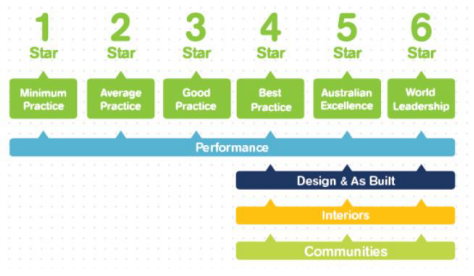 1 2 3 4 5 6
Star Star Star Star Star Star
Minimum Practice
Average Practice
Good Practice
Best Practice
Australian Excellence
World Leadership
Performance
Design & As Built
Interiors
Communities